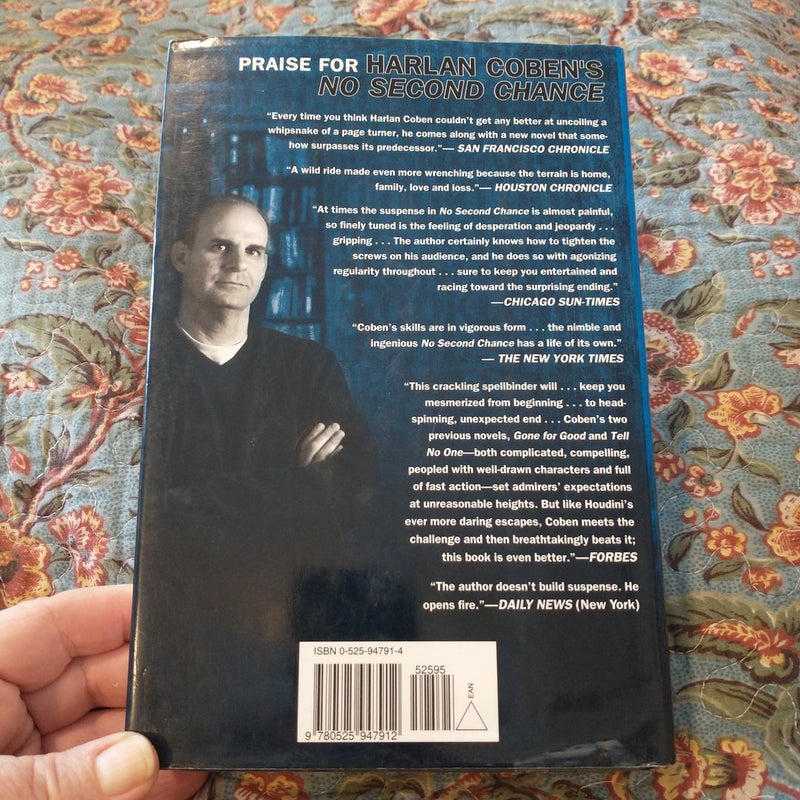 PRAISE FOR HARLAN COBEN'S
NO SECOND CHANCE
“Every time you think Harlan Coben couldn’t get any better at uncoiling a
whipsnake of a page turner, he comes along with a new novel that some-
how surpasses its predecessor.”— SAN FRANCISCO CHRONICLE
“A wild ride made even more wrenching because the terrain is home,
family, love and loss.”— HOUSTON CHRONICLE
“At times the suspense in No Second Chance is almost painful,
so finely tuned is the feeling of desperation and jeopardy . . .
gripping . . . The author certainly knows how to tighten the
screws on his audience, and he does so with agonizing
regularity throughout . . . sure to keep you entertained and
racing toward the surprising ending.”
—CHICAGO SUN-TIMES
“Coben’s skills are in vigorous form . . . the nimble and
ingenious No Second Chance has a life of its own.”
— THE NEW YORK TIMES
“This crackling spellbinder will . . . keep you
mesmerized from beginning . . . to head-
spinning, unexpected end . . . Coben’s two
previous novels, Gone for Good and Tell
No One—both complicated, compelling,
peopled with well-drawn characters and full
of fast action—set admirers’ expectations
at unreasonable heights. But like Houdini’s
ever more daring escapes, Coben meets the
challenge and then breathtakingly beats it;
this book is even better.”—FORBES
“The author doesn’t build suspense. He
opens fire.”—DAILY NEWS (New York)
ISBN 0-525-94791-4
52595
EAN
9 780525 947912